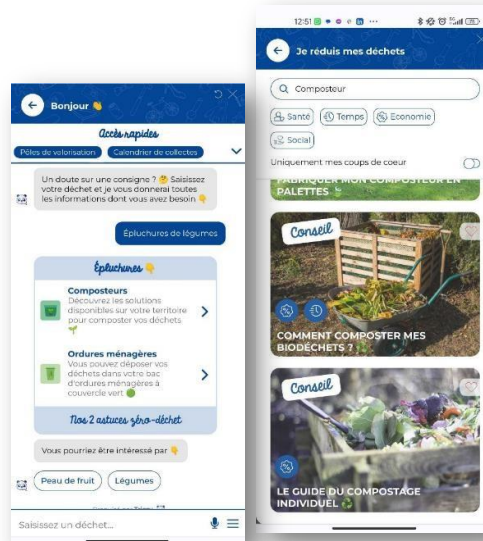 Bonjour
Accès rapides
Pôles de valorisation
Calendrier de collectes
Un doute sur une consigne ? Saisissez
votre déchet et je vous donnerai toutes
les informations dont vous avez besoin
Épluchures de légumes
Épluchures
Composteurs
Découvrez les solutions
disponibles sur votre territoire
pour composter vos déchets
Ordures ménagères
Vous pouvez déposer vos
déchets dans votre bac
d'ordures ménagères à
couvercle vert
Nos 2 astuces zéro-déchet
Vous pourriez être intéressé par
Peau de fruit
Légumes
Saisissez un déchet...
12:51
Je réduis mes déchets
Composteur
Santé
Temps
Economie
Social
Uniquement mes coups de coeur
FABRIQUER MON COMPOSTEUR EN
PALETTES
Conseil
COMMENT COMPOSTER MES
BIODÉCHETS ?
Conseil
LE GUIDE DU COMPOSTAGE
INDIVIDUEL